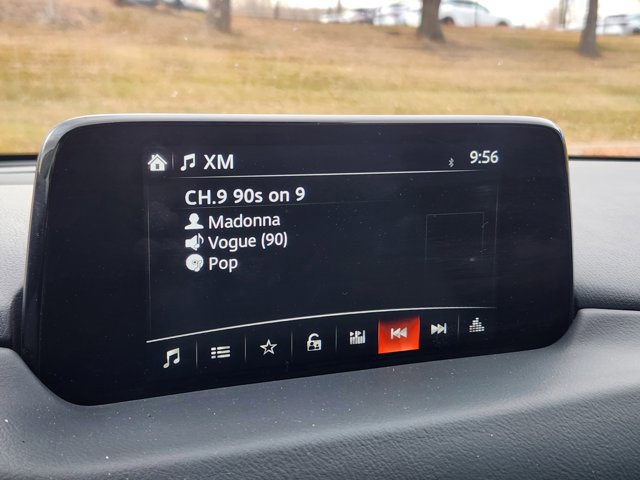 XM
9:56
CH.9 90s on 9
Madonna
Vogue (90)
Pop